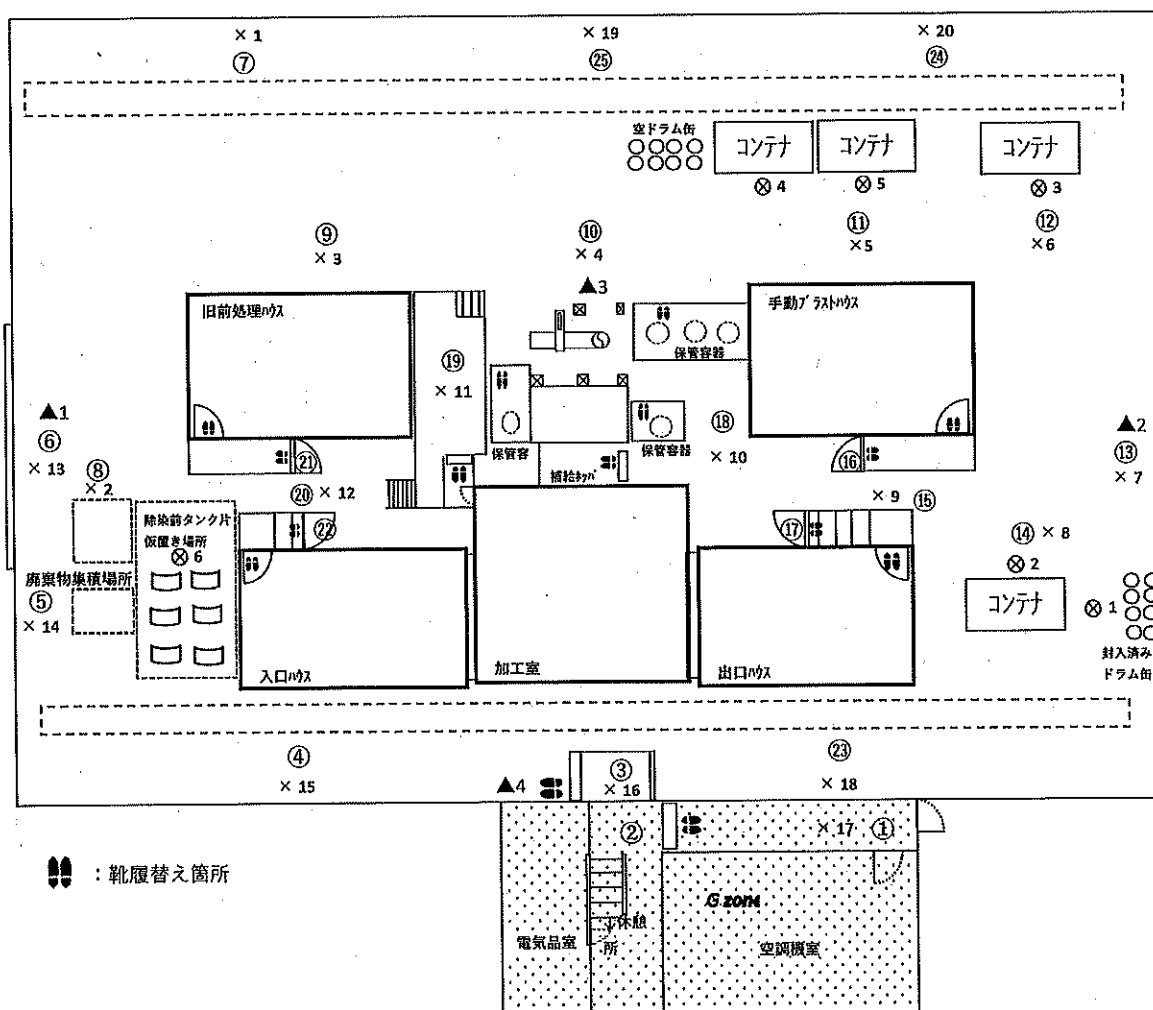 × 1
× 19
× 20
⑦
㉕
㉔
空ドラム缶
コンテナ
コンテナ
コンテナ
⊗ 4
⊗ 5
⊗ 3
⑨
⑩
⑪
⑫
× 3
× 4
×5
×6
▲3
旧前処理ハウス
手動ブラストハウス
保管容器
⑲
× 11
▲1
▲2
⑱
⑥
保管容
保管容器
⑬
× 13
⑧
㉑
× 10
⑯
× 7
× 2
補給ﾎｯﾊﾟ
⑳ × 12
× 9
⑮
除染前タンク片
仮置き場所
㉒
⑰
⑭ × 8
⊗ 6
⊗ 2
廃棄物集積場所
⑤
× 14
コンテナ
⊗ 1
封入済み
ドラム缶
入口ハウス
加工室
出口ハウス
④
㉓
③
× 15
▲4
× 16
× 18
②
×17
①
：靴履替え箇所
G zone
休憩
所
電気品室
空調機室